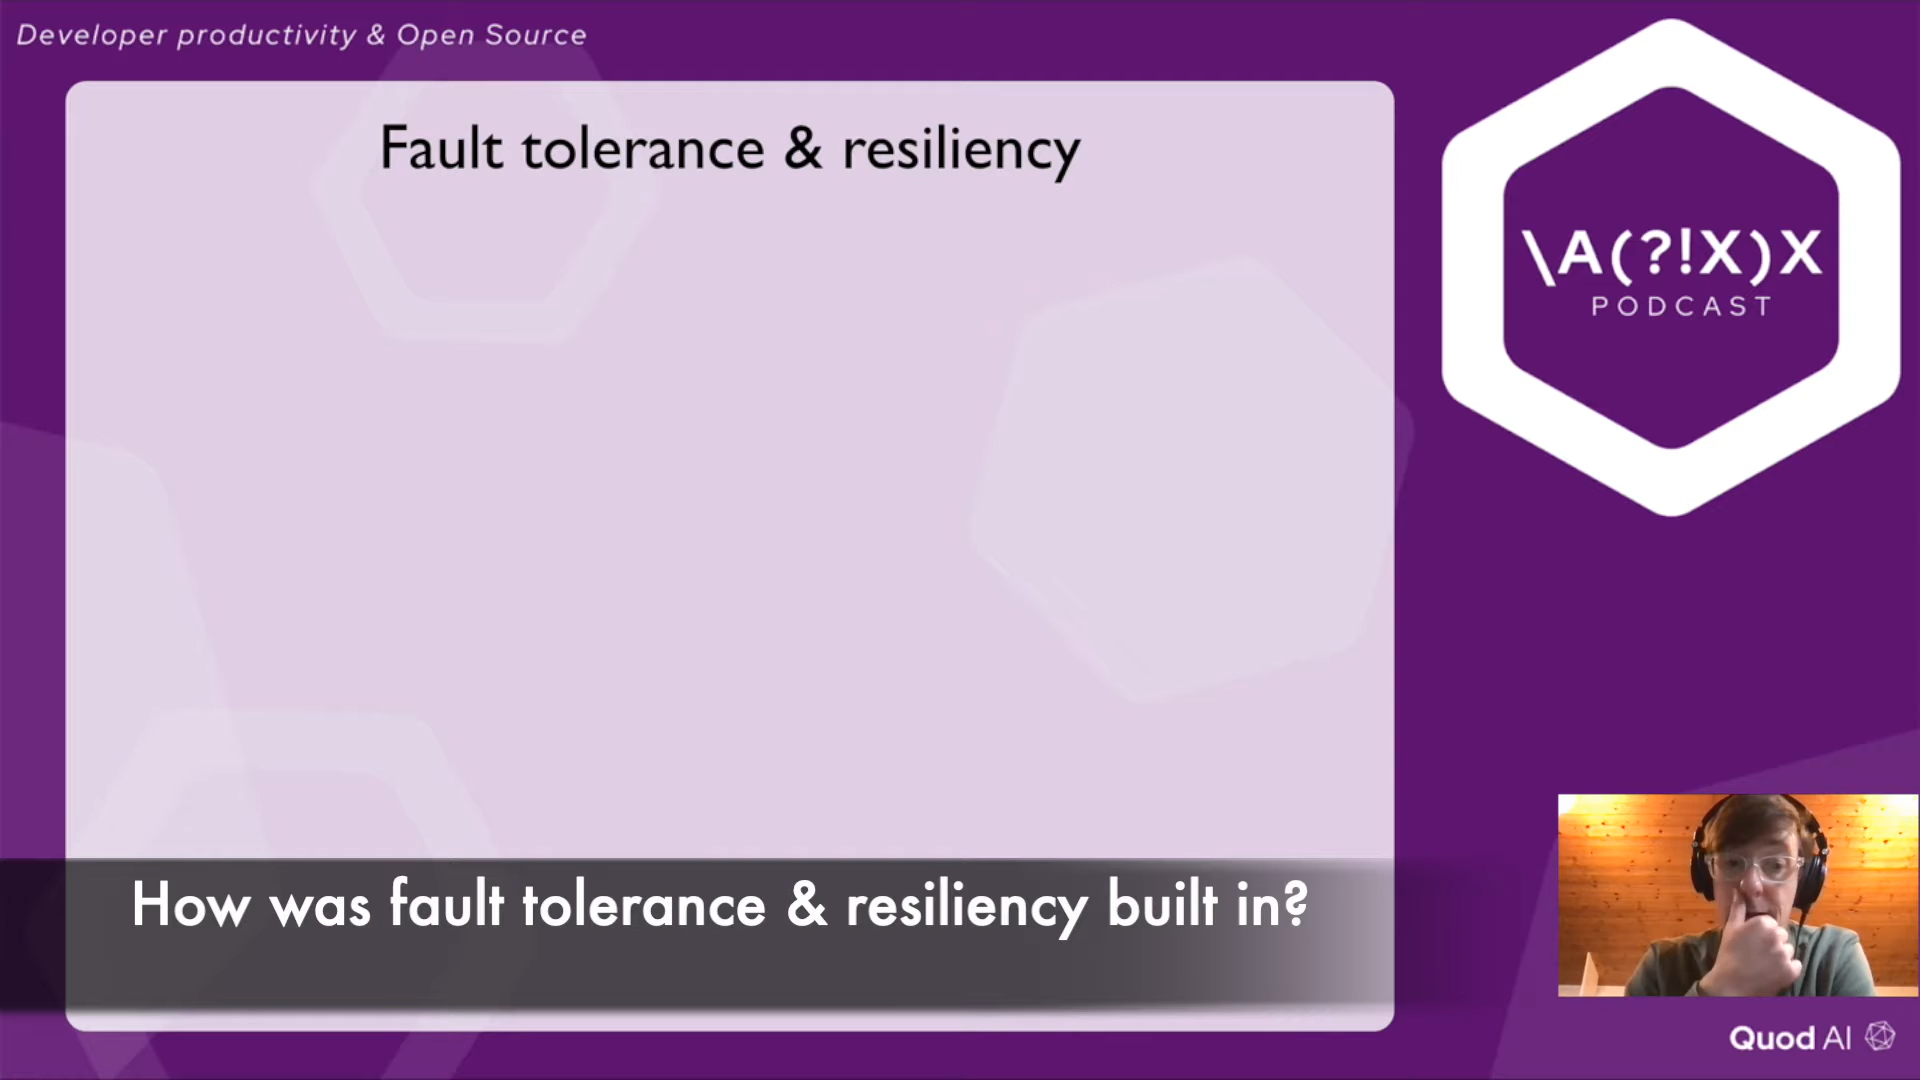 Developer productivity & Open Source
Fault tolerance & resiliency
\A(?!X)X
PODCAST
How was fault tolerance & resiliency built in?
Quod AI